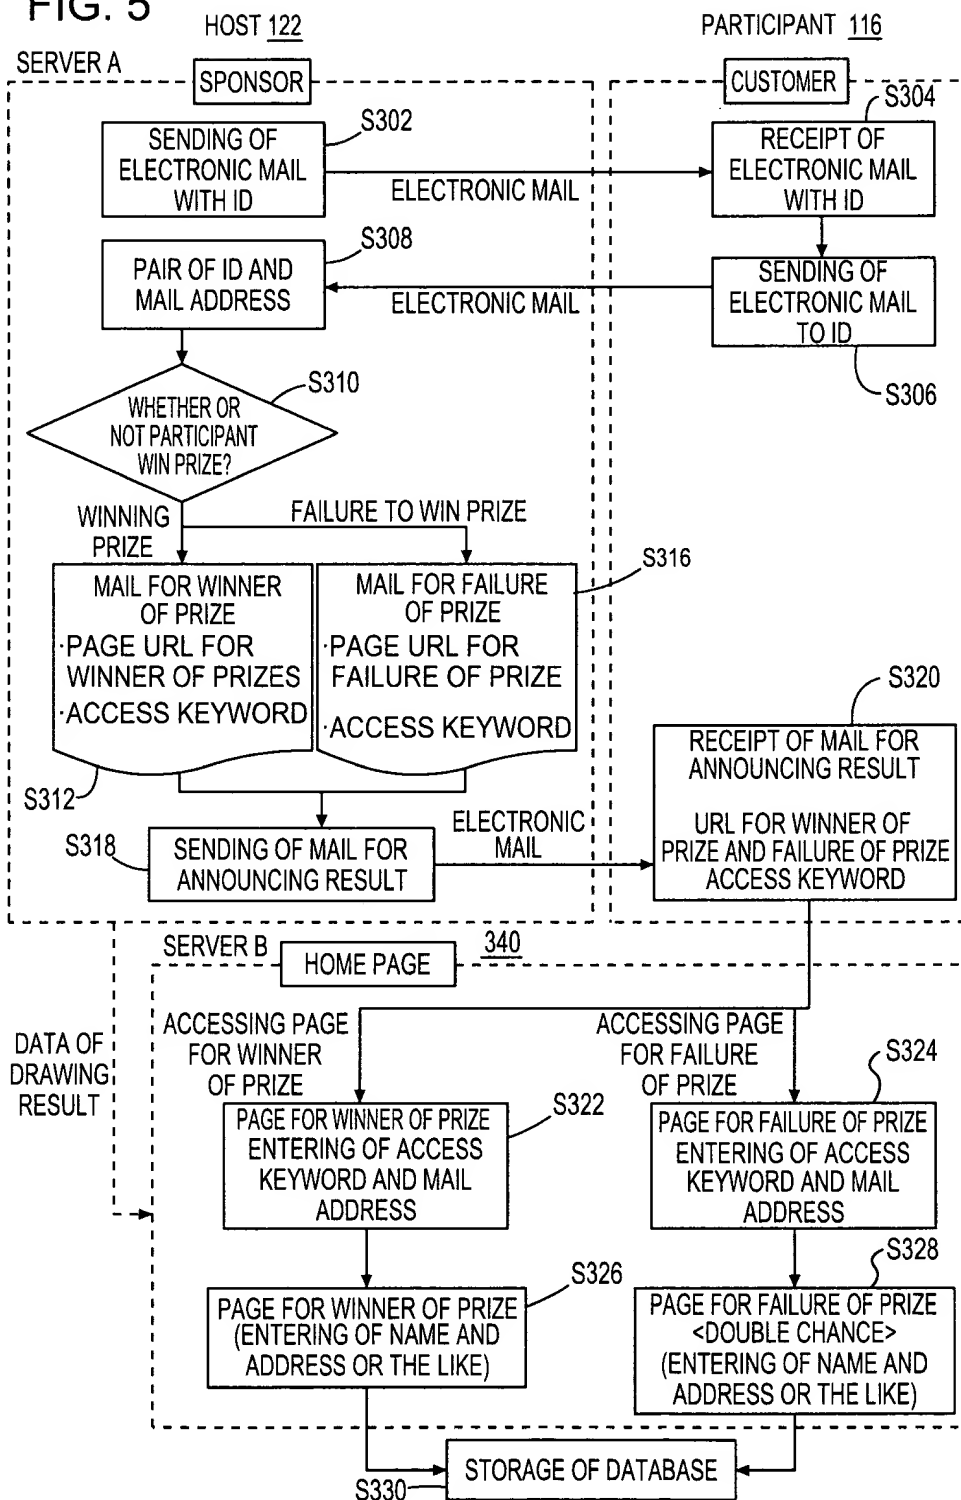 FIG. 5
HOST 122
PARTICIPANT 116
SERVER A
SPONSOR
CUSTOMER
S302
SENDING OF
ELECTRONIC MAIL
WITH ID
ELECTRONIC MAIL
S304
RECEIPT OF
ELECTRONIC MAIL
WITH ID
S308
PAIR OF ID AND
MAIL ADDRESS
ELECTRONIC MAIL
SENDING OF
ELECTRONIC MAIL
TO ID
S306
S310
WHETHER OR
NOT PARTICIPANT
WIN PRIZE?
WINNING
PRIZE
FAILURE TO WIN PRIZE
MAIL FOR WINNER
OF PRIZE
·PAGE URL FOR
WINNER OF PRIZES
·ACCESS KEYWORD
S312
S316
MAIL FOR FAILURE
OF PRIZE
·PAGE URL FOR
FAILURE OF PRIZE
·ACCESS KEYWORD
S318
SENDING OF MAIL FOR
ANNOUNCING RESULT
ELECTRONIC
MAIL
S320
RECEIPT OF MAIL FOR
ANNOUNCING RESULT
URL FOR WINNER OF
PRIZE AND FAILURE OF PRIZE
ACCESS KEYWORD
SERVER B
HOME PAGE
340
DATA OF
DRAWING
RESULT
ACCESSING PAGE
FOR WINNER
OF PRIZE
ACCESSING PAGE
FOR FAILURE
OF PRIZE
S322
PAGE FOR WINNER OF PRIZE
ENTERING OF ACCESS
KEYWORD AND MAIL
ADDRESS
S324
PAGE FOR FAILURE OF PRIZE
ENTERING OF ACCESS
KEYWORD AND MAIL
ADDRESS
S326
PAGE FOR WINNER OF PRIZE
(ENTERING OF NAME AND
ADDRESS OR THE LIKE)
S328
PAGE FOR FAILURE OF PRIZE
<DOUBLE CHANCE>
(ENTERING OF NAME AND
ADDRESS OR THE LIKE)
S330
STORAGE OF DATABASE